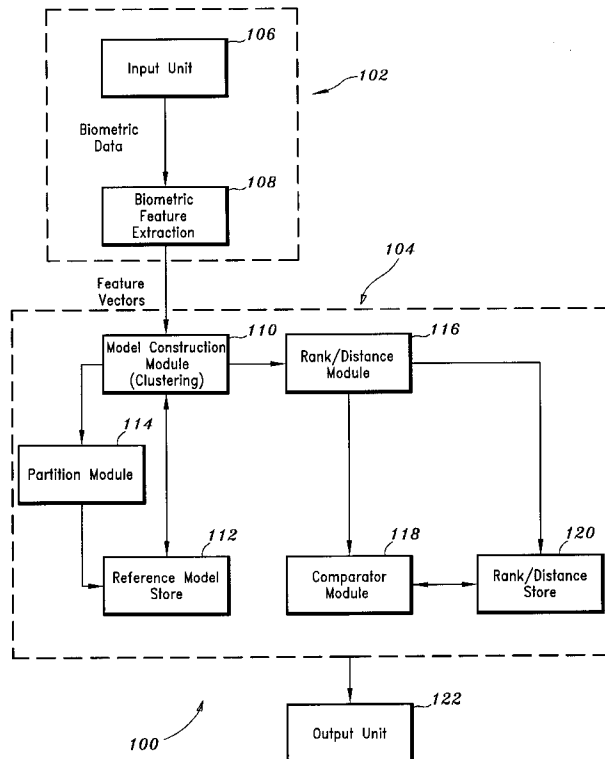 106
Input Unit
102
Biometric
Data
108
Biometric
Feature
Extraction
104
Feature
Vectors
110
Model Construction
Module
(Clustering)
116
Rank/Distance
Module
114
Partition Module
112
Reference Model
Store
118
Comparator
Module
120
Rank/Distance
Store
122
Output Unit
100